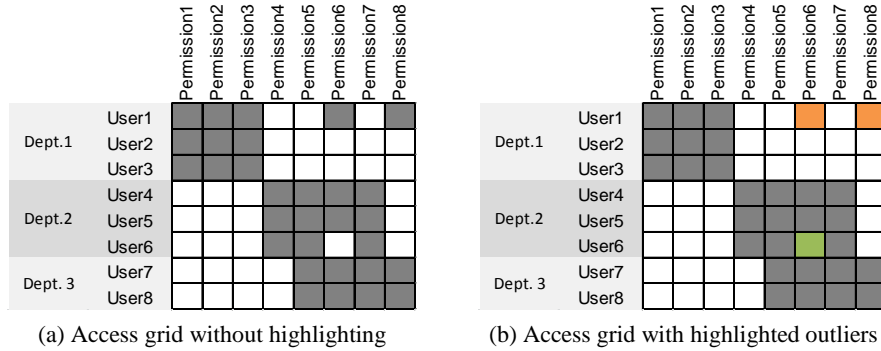 Permission1 Permission2 Permission3 Permission4 Permission5 Permission6 Permission7 Permission8
Dept.1
User1
User2
User3
Dept.2
User4
User5
User6
Dept. 3
User7
User8
(a) Access grid without highlighting
Permission1 Permission2 Permission3 Permission4 Permission5 Permission6 Permission7 Permission8
Dept.1
User1
User2
User3
Dept.2
User4
User5
User6
Dept. 3
User7
User8
(b) Access grid with highlighted outliers